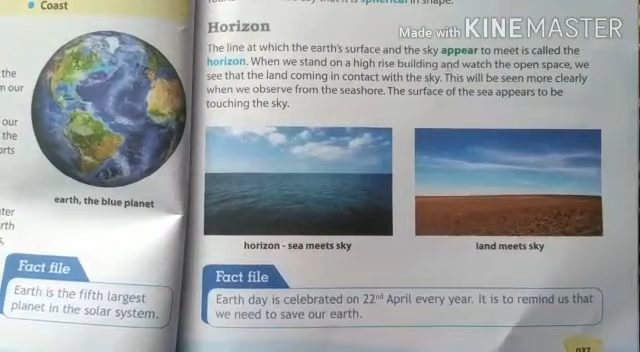 Coast
the
our
our
the
earth, the blue planet
Fact file
Earth is the fifth largest
planet in the solar system.
spherical in shape.
Horizon
Made with KINEMASTER
The line at which the earth's surface and the sky appear to meet is called the
horizon. When we stand on a high rise building and watch the open space, we
see that the land coming in contact with the sky. This will be seen more clearly
when we observe from the seashore. The surface of the sea appears to be
touching the sky.
horizon - sea meets sky
land meets sky
Fact file
Earth day is celebrated on 22nd April every year. It is to remind us that
we need to save our earth.